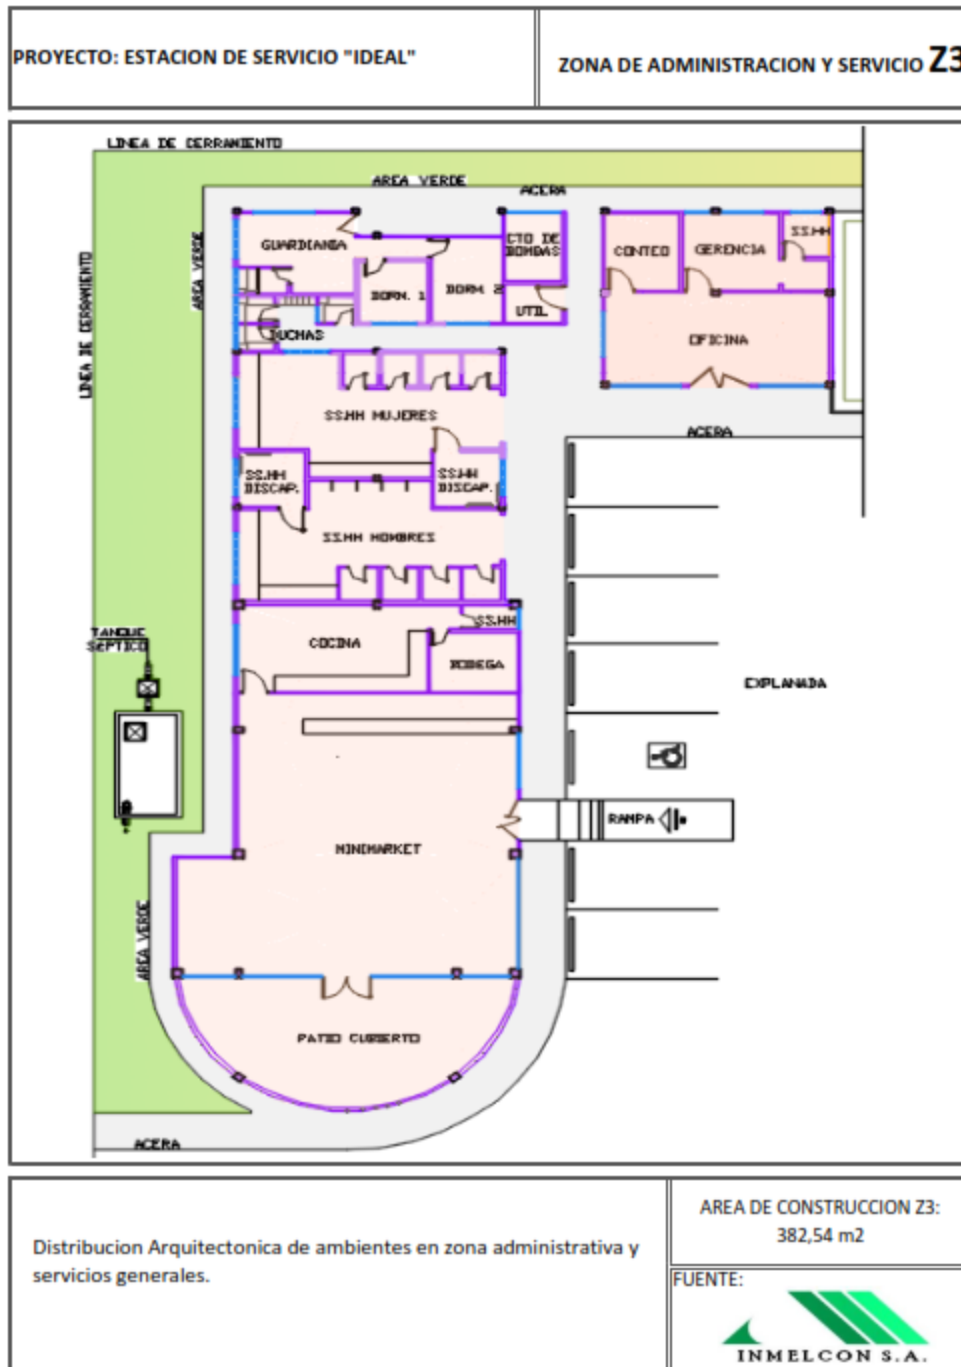 PROYECTO: ESTACION DE SERVICIO "IDEAL"
ZONA DE ADMINISTRACION Y SERVICIO Z3
LINEA DE CERRAMIENTO
AREA VERDE
ACERA
LINEA DE CERRAMIENTO
AREA VERDE
GUARDIANIA
CTO DE
BOMBAS
CONTEO
GERENCIA
SS.HH
DORM. 1
DORM. 2
UTIL
DUCHAS
OFICINA
SS.HH MUJERES
ACERA
SS.HH
DISCAP.
SS.HH
DISCAP.
SS.HH HOMBRES
SS.HH
TANQUE
SEPTICO
COCINA
BODEGA
EXPLANADA
RAMPA
MINIMARKET
AREA VERDE
PATIO CUBIERTO
ACERA
Distribucion Arquitectonica de ambientes en zona administrativa y
servicios generales.
AREA DE CONSTRUCCION Z3:
382,54 m2
FUENTE:
INMELCON S.A.